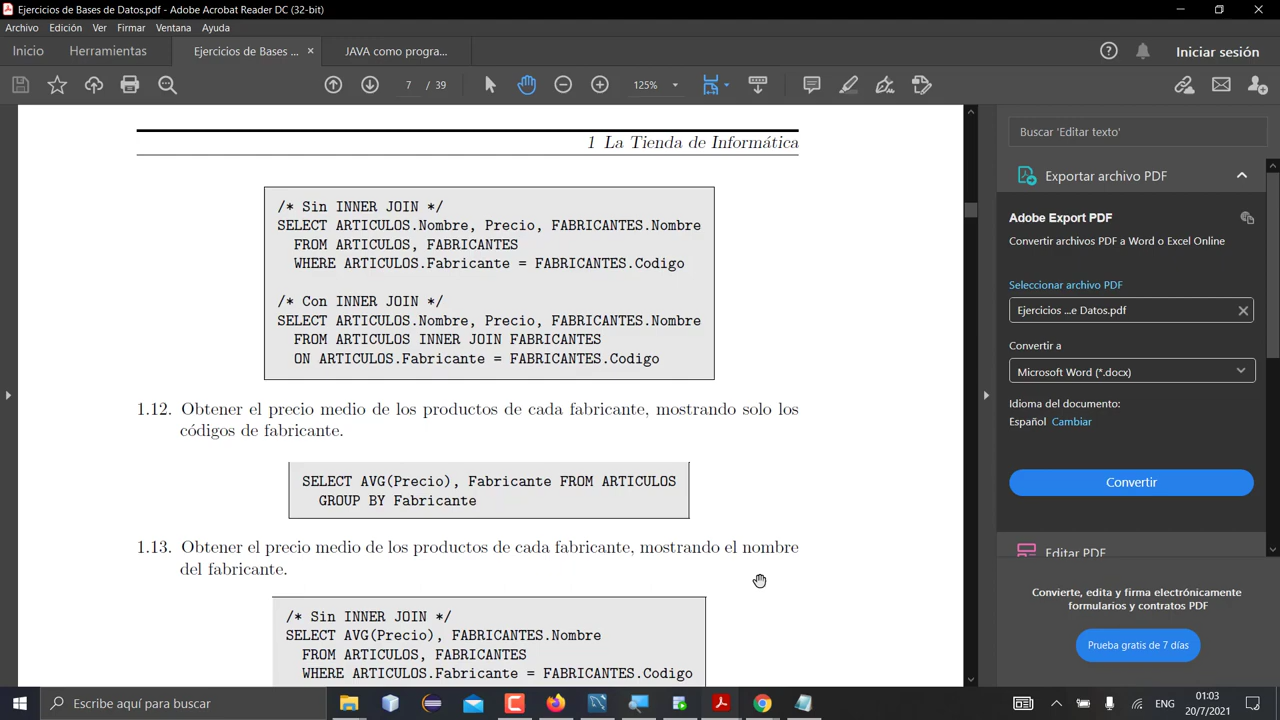 Ejercicios de Bases de Datos.pdf - Adobe Acrobat Reader DC (32-bit)
Archivo Edición Ver Firmar Ventana Ayuda
Inicio Herramientas Ejercicios de Bases ... × JAVA como progra... Iniciar sesión
7 / 39 125%
1 La Tienda de Informática
/* Sin INNER JOIN */
SELECT ARTICULOS.Nombre, Precio, FABRICANTES.Nombre
FROM ARTICULOS, FABRICANTES
WHERE ARTICULOS.Fabricante = FABRICANTES.Codigo
/* Con INNER JOIN */
SELECT ARTICULOS.Nombre, Precio, FABRICANTES.Nombre
FROM ARTICULOS INNER JOIN FABRICANTES
ON ARTICULOS.Fabricante = FABRICANTES.Codigo
1.12. Obtener el precio medio de los productos de cada fabricante, mostrando solo los
códigos de fabricante.
SELECT AVG(Precio), Fabricante FROM ARTICULOS
GROUP BY Fabricante
1.13. Obtener el precio medio de los productos de cada fabricante, mostrando el nombre
del fabricante.
/* Sin INNER JOIN */
SELECT AVG(Precio), FABRICANTES.Nombre
FROM ARTICULOS, FABRICANTES
WHERE ARTICULOS.Fabricante = FABRICANTES.Codigo
Buscar 'Editar texto'
Exportar archivo PDF
Adobe Export PDF
Convertir archivos PDF a Word o Excel Online
Seleccionar archivo PDF
Ejercicios ...e Datos.pdf
Convertir a
Microsoft Word (*.docx)
Idioma del documento:
Español Cambiar
Convertir
Editar PDF
Convierte, edita y firma electrónicamente
formularios y contratos PDF
Prueba gratis de 7 días
Escribe aquí para buscar
ENG
01:03
20/7/2021